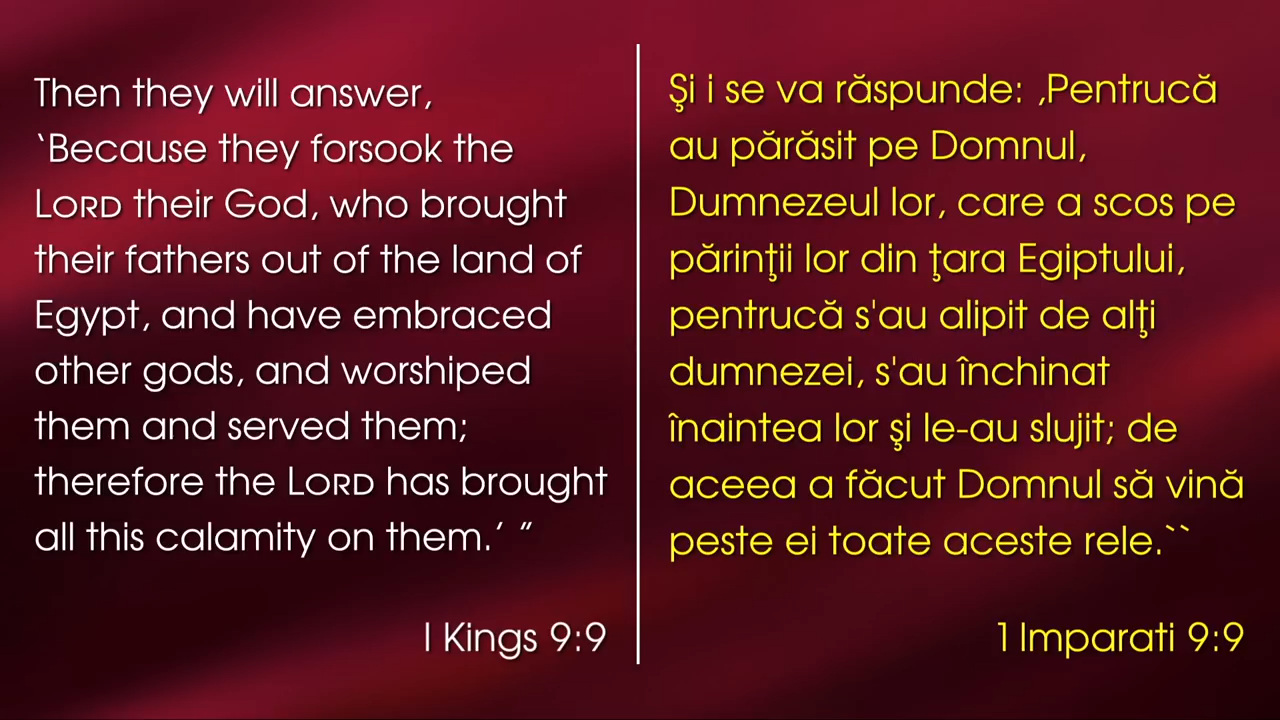 Then they will answer,
‘Because they forsook the
LORD their God, who brought
their fathers out of the land of
Egypt, and have embraced
other gods, and worshiped
them and served them;
therefore the LORD has brought
all this calamity on them.’ ”
I Kings 9:9
Şi i se va răspunde: ‚Pentrucă
au părăsit pe Domnul,
Dumnezeul lor, care a scos pe
părinţii lor din ţara Egiptului,
pentrucă s'au alipit de alţi
dumnezei, s'au închinat
înaintea lor şi le-au slujit; de
aceea a făcut Domnul să vină
peste ei toate aceste rele.``
1 Imparati 9:9